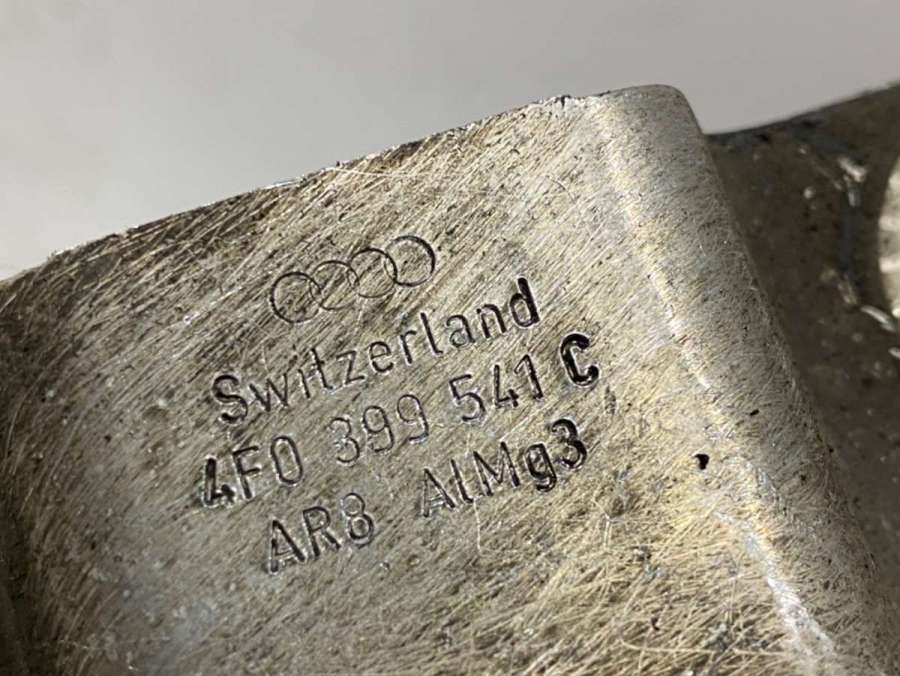 Switzerland
4F0 399 541 C
AR8 AlMg3